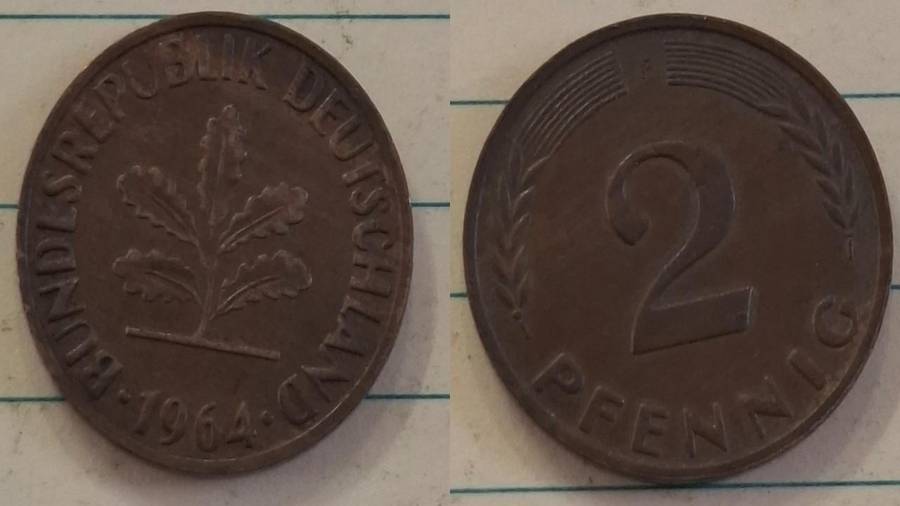 BUNDESREPUBLIK DEUTSCHLAND
·1964·
2
PFENNIG